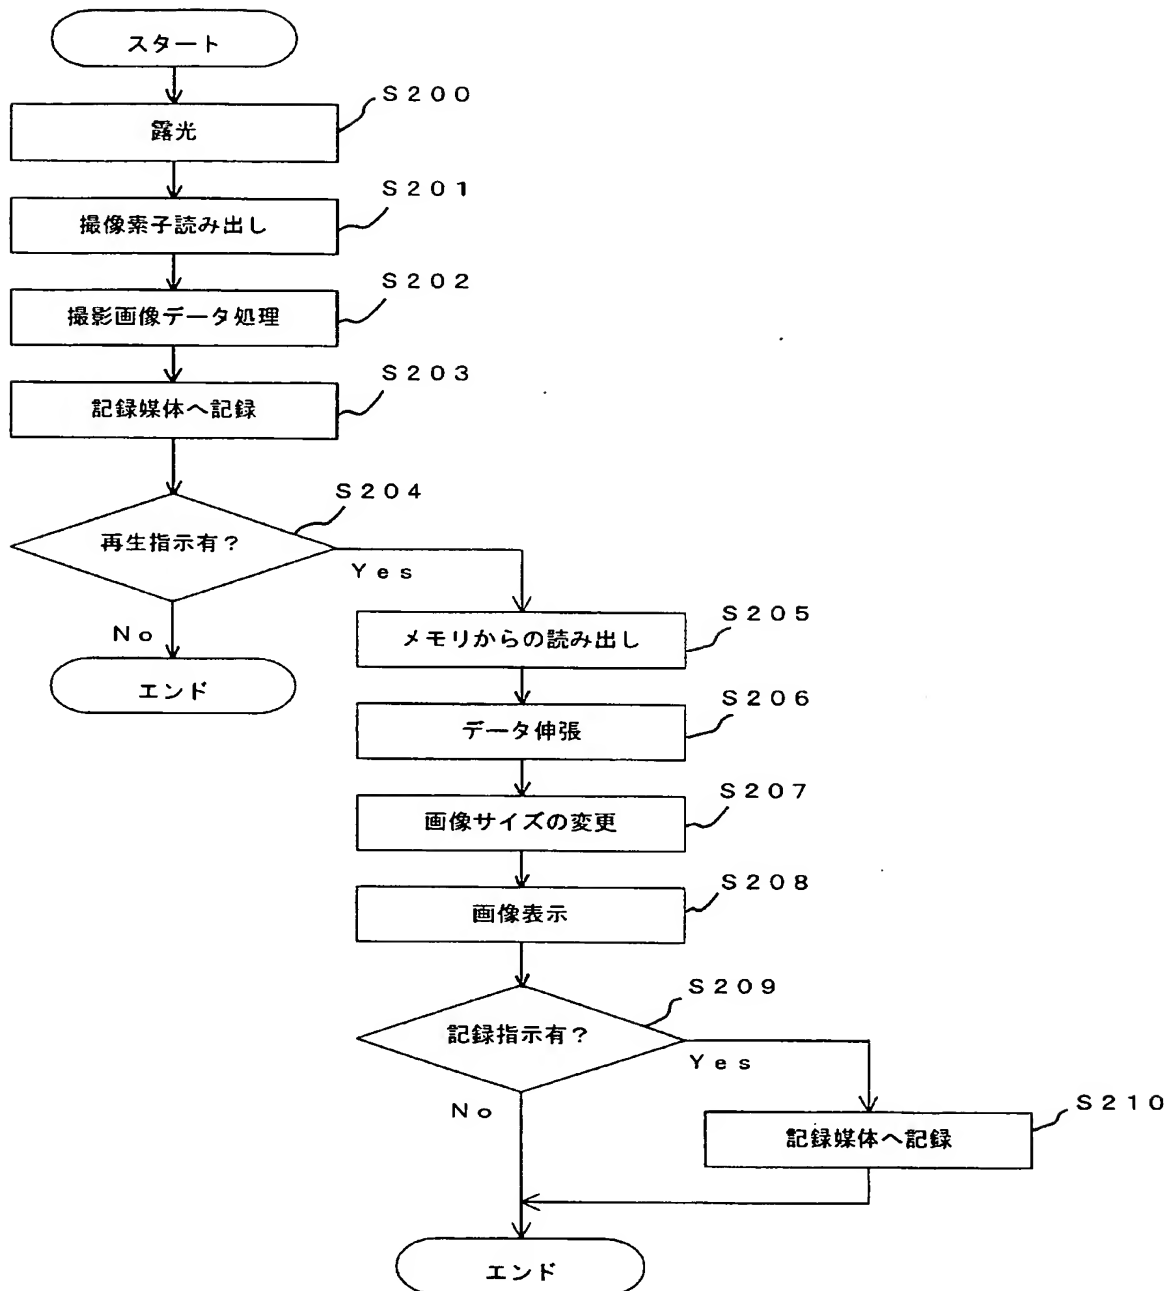 スタート
S200
露光
S201
撮像素子読み出し
S202
撮影画像データ処理
S203
記録媒体へ記録
S204
再生指示有?
Yes
No
エンド
S205
メモリからの読み出し
S206
データ伸張
S207
画像サイズの変更
S208
画像表示
S209
記録指示有?
Yes
No
S210
記録媒体へ記録
エンド